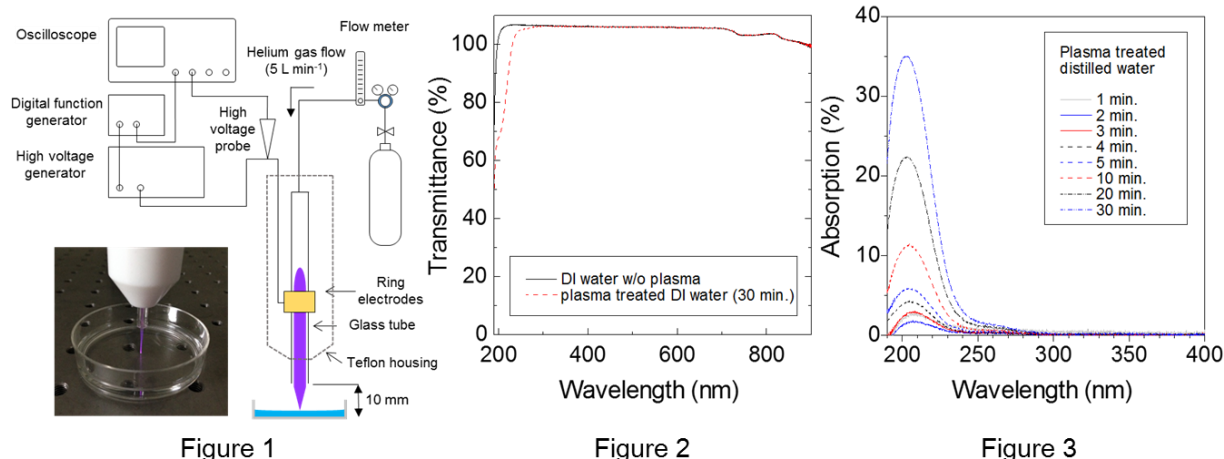 Oscilloscope
Digital function
generator
High voltage
generator
High
voltage
probe
Helium gas flow
(5 L min⁻¹)
Flow meter
Ring
electrodes
Glass tube
Teflon housing
10 mm
Figure 1
Transmittance (%)
100
80
60
40
20
0
DI water w/o plasma
plasma treated DI water (30 min.)
200
400
600
800
Wavelength (nm)
Figure 2
Absorption (%)
40
30
20
10
0
Plasma treated
distilled water
1 min.
2 min.
3 min.
4 min.
5 min.
10 min.
20 min.
30 min.
200
250
300
350
400
Wavelength (nm)
Figure 3